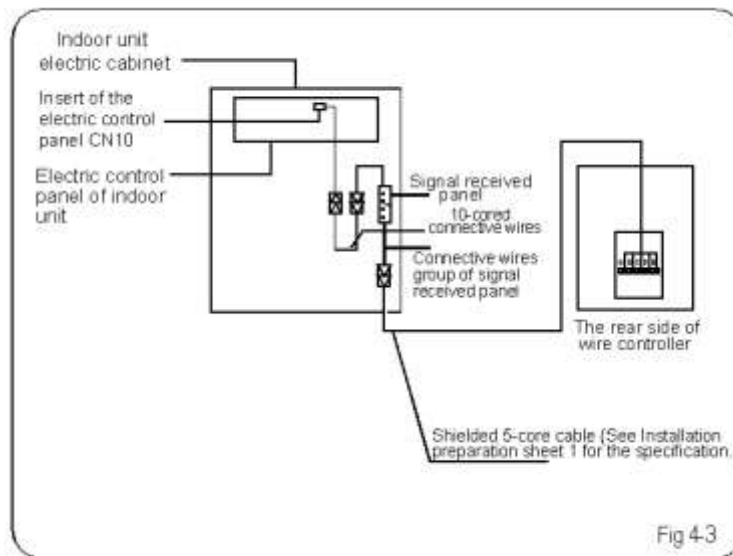 Indoor unit
electric cabinet
Insert of the
electric control
panel CN10
Electric control
panel of indoor
unit
Signal received
panel
10-cored
connective wires
Connective wires
group of signal
received panel
The rear side of
wire controller
Shielded 5-core cable (See Installation
preparation sheet 1 for the specification.
Fig 4-3